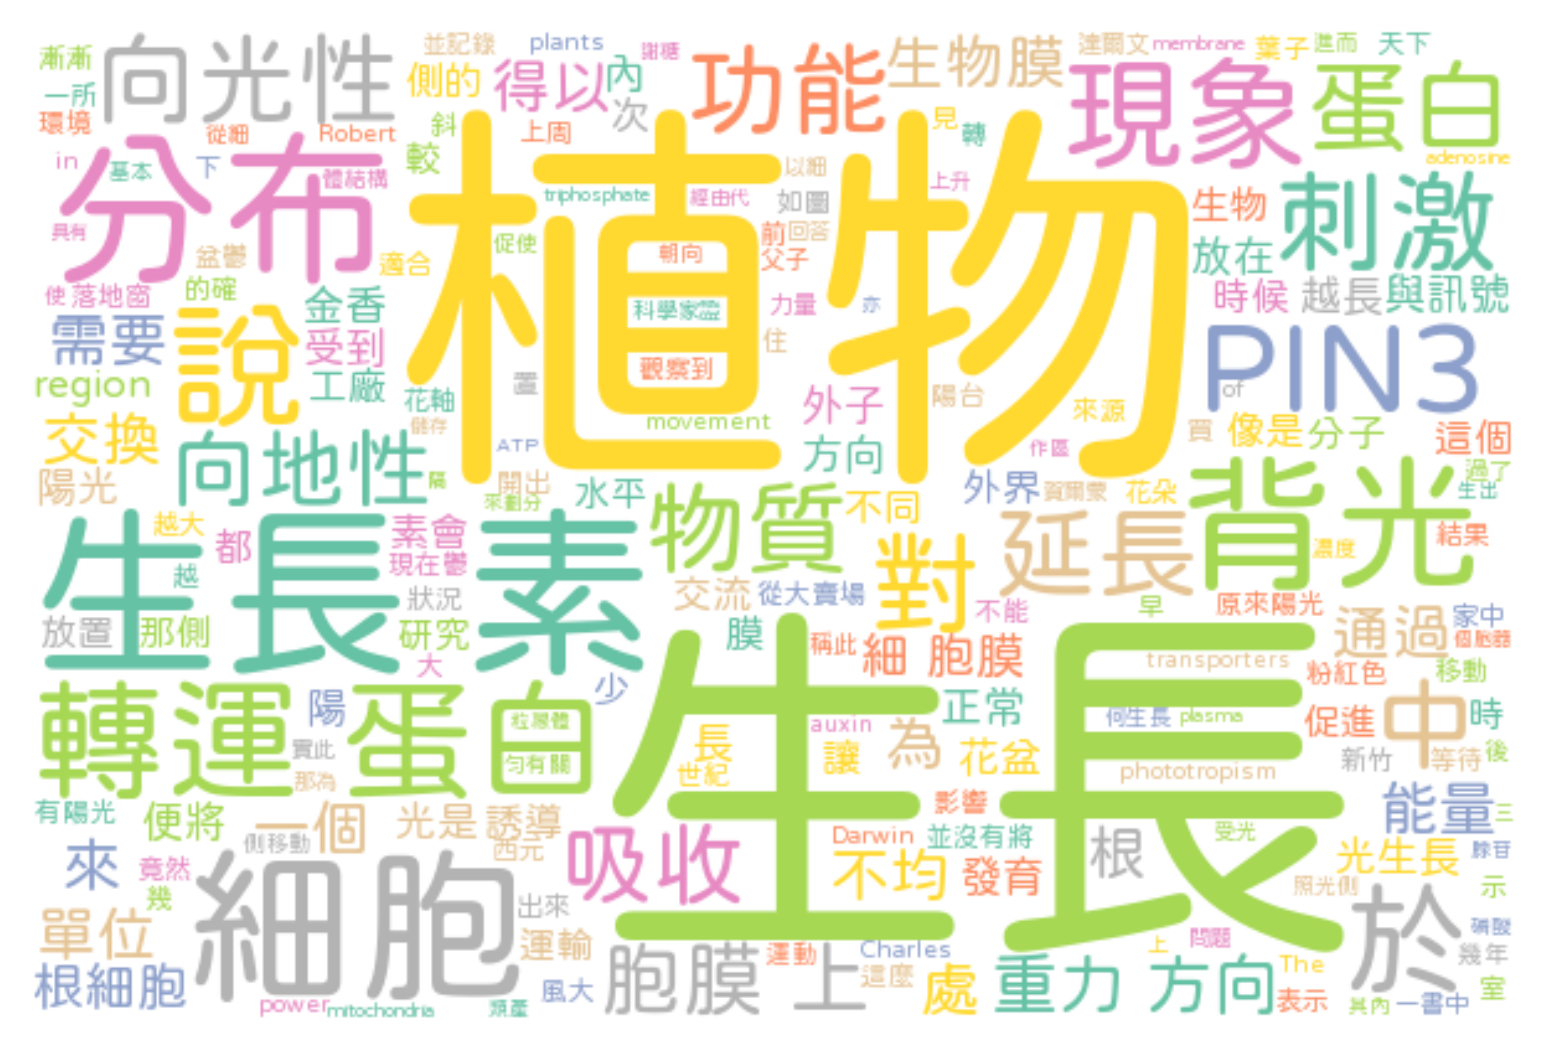 漸漸 向光性 並記錄 plants 謝糖 功能 生物膜 達爾文 membrane 葉子 進而 天下
一所 側的 得以 內 現象 蛋白
環境 從細 Robert 斜 上周 次 見 轉 adenosine
in 基本 下 分布 體結構 較 triphosphate 經由代 以細 上升 生物 刺激
具有 植物 如圖
盆鬱 適合 促使 朝向 前 回答 父子 放在
使 落地窗 的確 金香 科學家證 力量 亦 時候 越長 與訊號
需要 說 受到 觀察到 住 PIN3
region 工廠 花軸 置 外子 陽台 of
交換 儲存 movement 來源 買 像是 分子 這個
向地性 ATP 方向 作區
陽光 隔 開出 水平 外界 賀爾蒙 花朵 背光 過了 生出
越大 來劃分 物質 不同 延長
生長素 都 素會 對 濃度 結果
越 現在鬱
狀況 交流 從大賣場 不能 早 原來陽光 家中
放置 那側 研究 膜 稱此 細 胞膜 通過 個胞器
大 少 transporters 粉紅色 移動
轉運蛋白 陽 粒線體 生長 auxin 正常 何生長 plasma 促進 中 時
實此 勻有關 長 讓 為 花盆 新竹 等待 後
那為 世紀 phototropism
有陽光 便將 一個 光是 誘導 影響 能量 三
側移動 西元 吸收 Darwin 並沒有將 受光
來 竟然 不均 發育 根 光生長 腺苷
幾 細胞 照光側 示
單位 出來 運輸 於 磷酸
胞膜 上 運動 Charles 上 問題 幾年
根細胞 風大 這麼 處 重力 方向 The 室
power mitochondria 類產 表示 其內 一書中